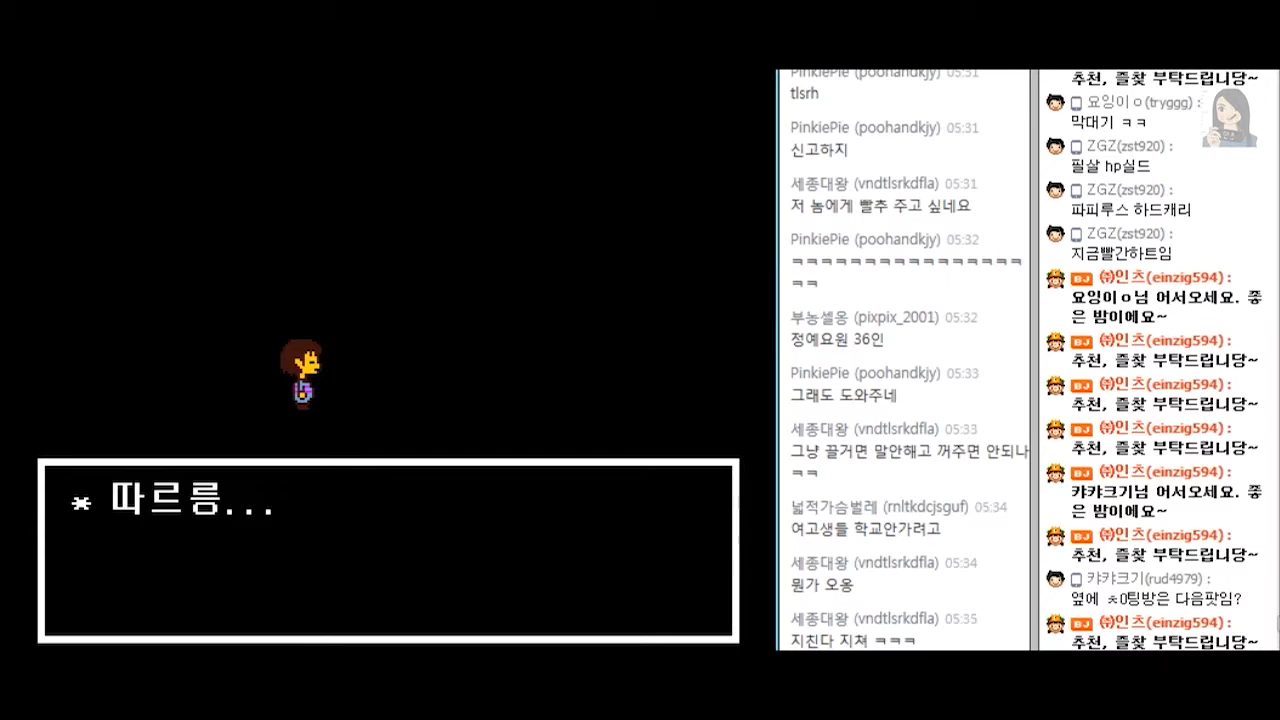 * 따르릉...
PinkiePie (poohandkjy) 05:31
tlsrh
PinkiePie (poohandkjy) 05:31
신고하지
세종대왕 (vndtlsrkdfla) 05:31
저 놈에게 빨추 주고 싶네요
PinkiePie (poohandkjy) 05:32
ㅋㅋㅋㅋㅋㅋㅋㅋㅋㅋㅋㅋㅋㅋㅋㅋ
ㅋㅋ
부농셀옹 (pixpix_2001) 05:32
정예요원 36인
PinkiePie (poohandkjy) 05:33
그래도 도와주네
세종대왕 (vndtlsrkdfla) 05:33
그냥 끌거면 말안해고 꺼주면 안되나
ㅋㅋ
넓적가슴벌레 (rnltkdcjsguf) 05:34
여고생들 학교안가려고
세종대왕 (vndtlsrkdfla) 05:34
뭔가 오옹
세종대왕 (vndtlsrkdfla) 05:35
지친다 지쳐 ㅋㅋㅋ
추천, 즐찾 부탁드립니당~
요잉이ㅇ(tryggg) :
막대기 ㅋㅋ
ZGZ(zst920) :
필살 hp실드
ZGZ(zst920) :
파피루스 하드캐리
ZGZ(zst920) :
지금빨간하트임
BJ ㈜인츠(einzig594) :
요잉이ㅇ님 어서오세요. 좋
은 밤이에요~
BJ ㈜인츠(einzig594) :
추천, 즐찾 부탁드립니당~
BJ ㈜인츠(einzig594) :
추천, 즐찾 부탁드립니당~
BJ ㈜인츠(einzig594) :
추천, 즐찾 부탁드립니당~
BJ ㈜인츠(einzig594) :
캬캬크기님 어서오세요. 좋
은 밤이에요~
BJ ㈜인츠(einzig594) :
추천, 즐찾 부탁드립니당~
캬캬크기(rud4979) :
옆에 ㅊ0팅방은 다음팟임?
BJ ㈜인츠(einzig594) :
추천, 즐찾 부탁드립니당~